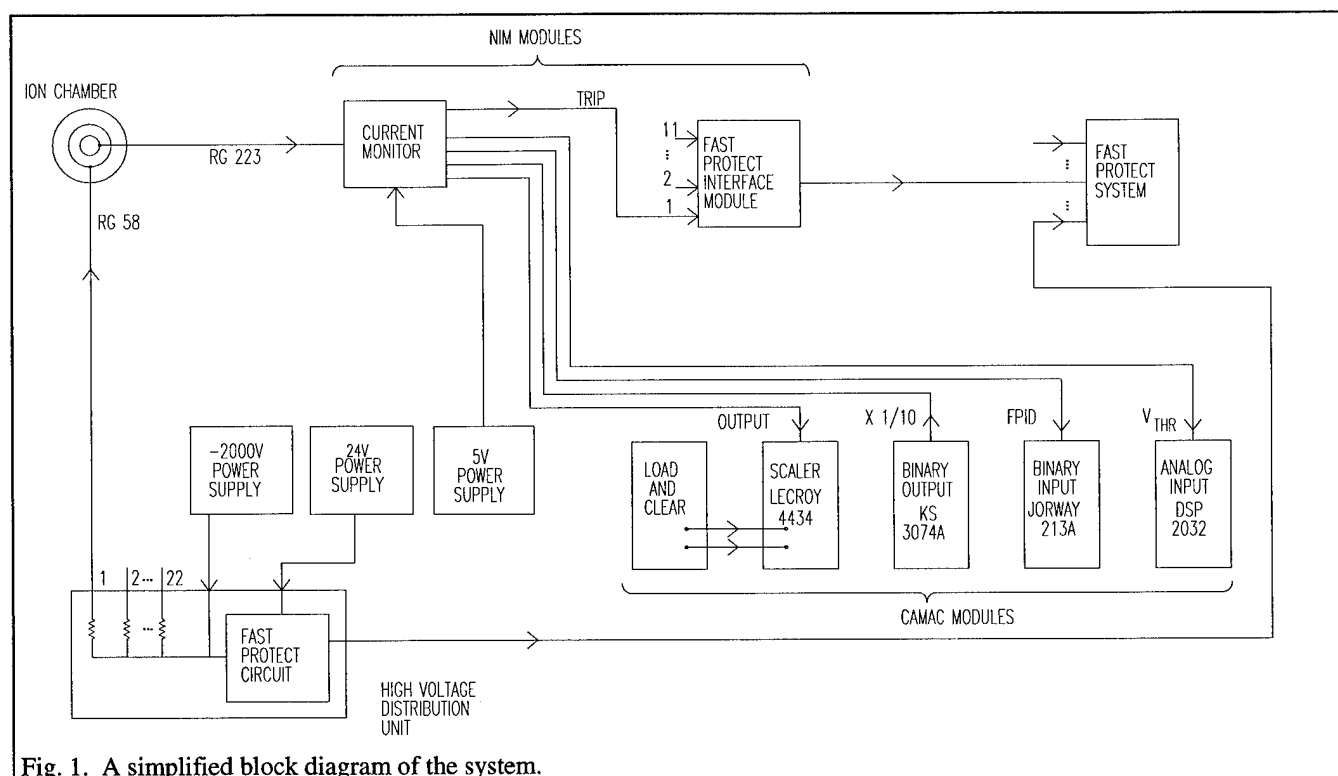 NIM MODULES
ION CHAMBER
TRIP
CURRENT
MONITOR
RG 223
11
...
2
1
FAST
PROTECT
INTERFACE
MODULE
...
...
FAST
PROTECT
SYSTEM
RG 58
-2000V
POWER
SUPPLY
24V
POWER
SUPPLY
5V
POWER
SUPPLY
OUTPUT
X 1/10
FPID
VTHR
LOAD
AND
CLEAR
SCALER
LECROY
4434
BINARY
OUTPUT
KS
3074A
BINARY
INPUT
JORWAY
213A
ANALOG
INPUT
DSP
2032
CAMAC MODULES
1 2... 22
...
FAST
PROTECT
CIRCUIT
HIGH VOLTAGE
DISTRIBUTION
UNIT
Fig. 1. A simplified block diagram of the system.